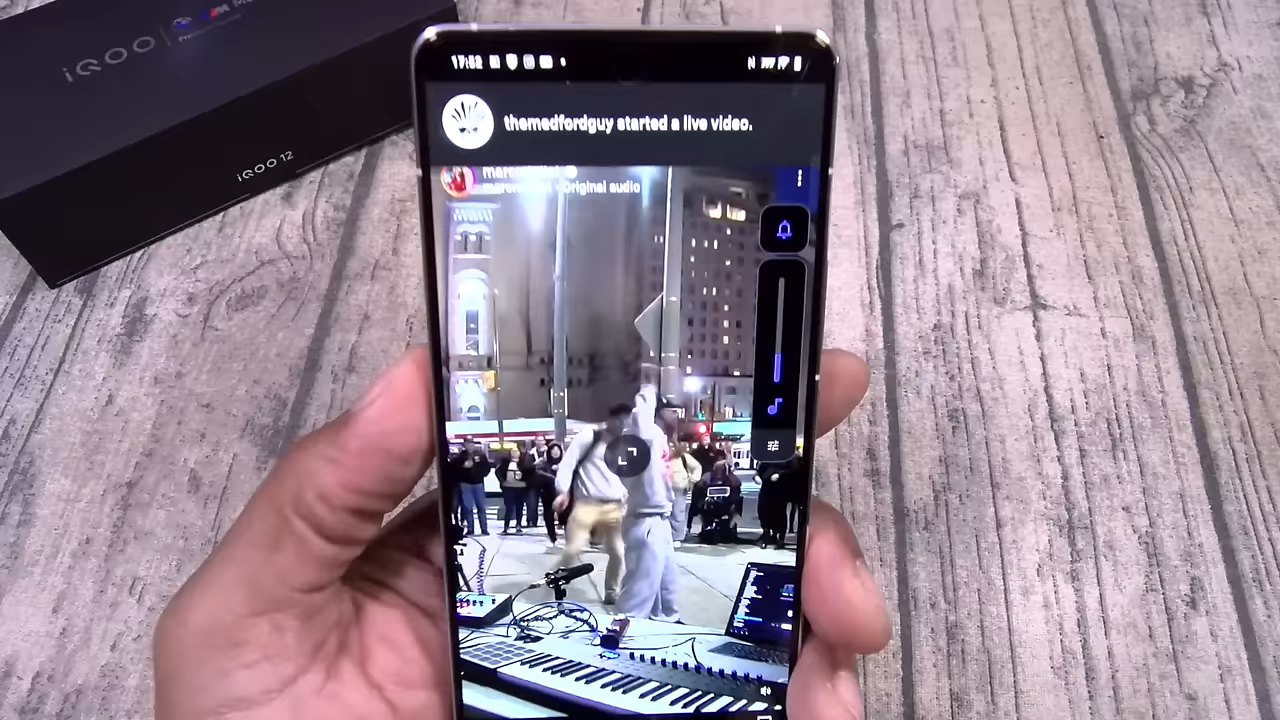 iQOO
iQOO 12
17:52
themedfordguy started a live video.
Original audio